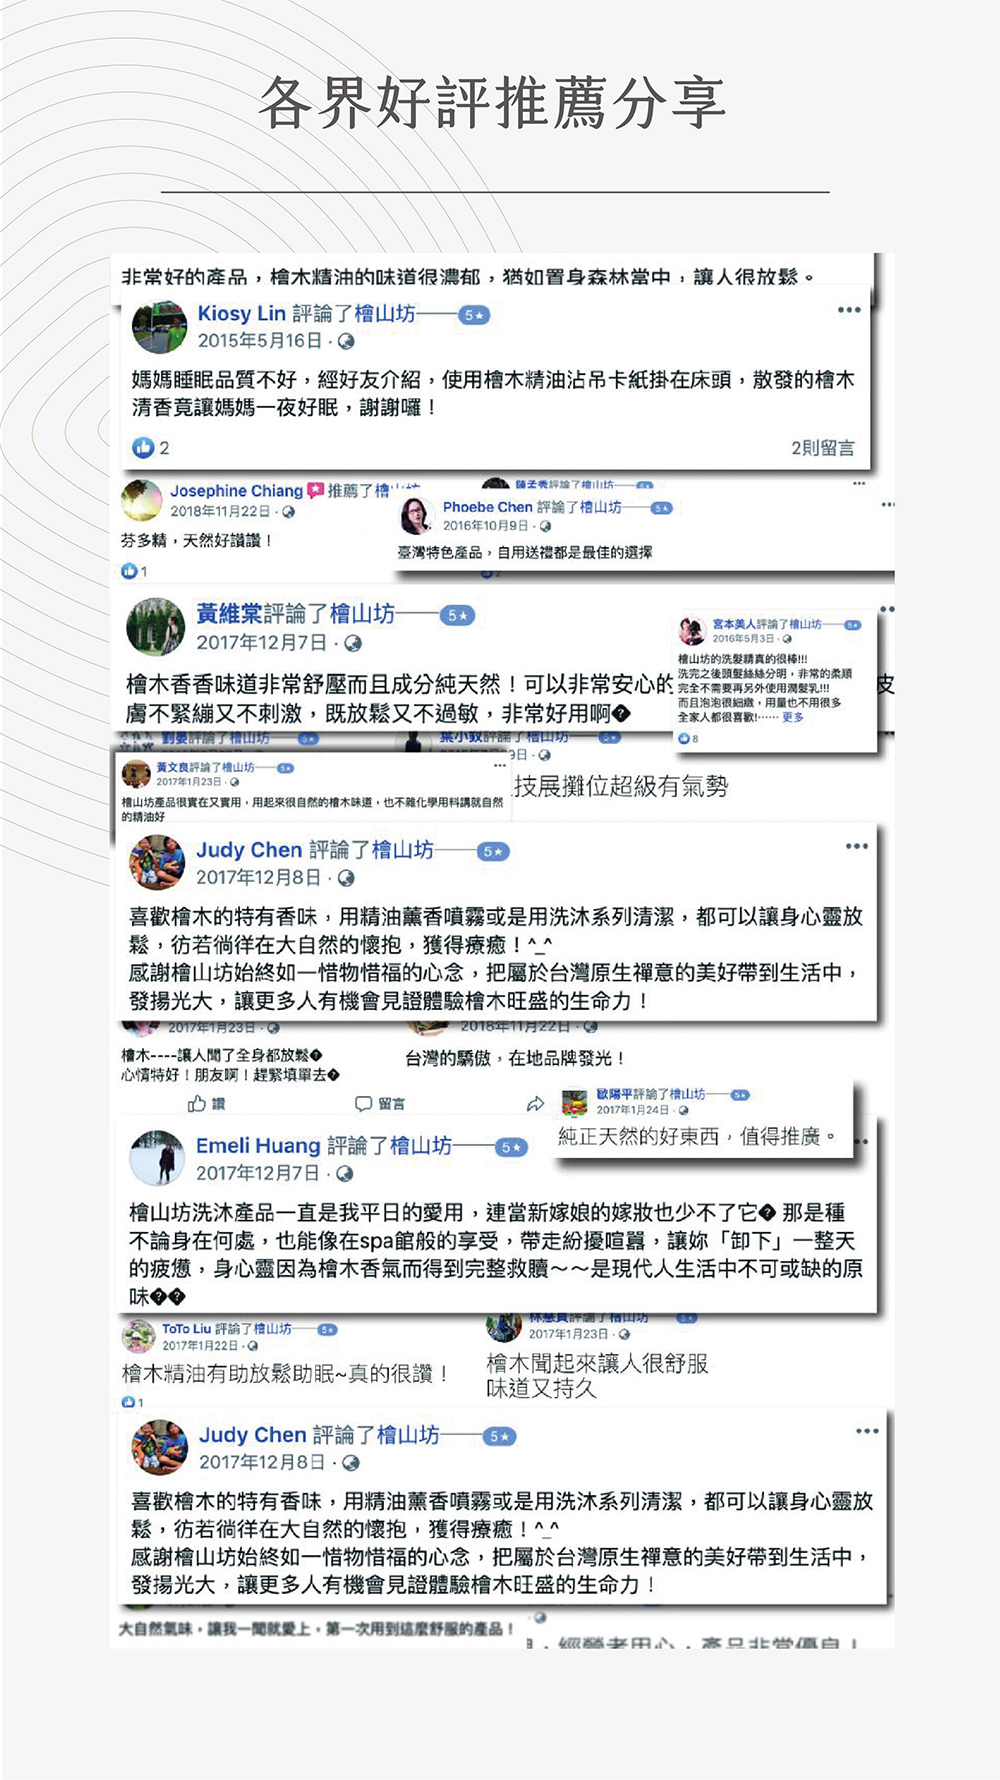 各界好評推薦分享
非常好的產品，檜木精油的味道很濃郁，猶如置身森林當中，讓人很放鬆。
Kiosy Lin 評論了檜山坊 5★
2015年5月16日
媽媽睡眠品質不好，經好友介紹，使用檜木精油沾吊卡紙掛在床頭，散發的檜木
清香竟讓媽媽一夜好眠，謝謝囉！
2
2則留言
Josephine Chiang 推薦了檜
2018年11月22日
芬多精，天然好讚讚！
1
評論了檜山坊
Phoebe Chen 評論了檜山坊 5★
2016年10月9日
臺灣特色產品，自用送禮都是最佳的選擇
黃維棠評論了檜山坊 5★
2017年12月7日
檜木香香味道非常舒壓而且成分純天然！可以非常安心的
皮
膚不緊繃又不刺激，既放鬆又不過敏，非常好用啊�
宮本美人評論了檜山坊 5★
2016年5月3日
檜山坊的洗髮精真的很棒!!!
洗完之後頭髮絲絲分明，非常的柔順
完全不需要再另外使用潤髮乳!!!
而且泡泡很細緻，用量也不用很多
全家人都很喜歡!⋯⋯ 更多
8
劉晏評論了檜山坊 5★
葉小釵評論了檜山坊 5★
9日
技展攤位超級有氣勢
黃文良評論了檜山坊 5★
2017年1月23日
檜山坊產品很實在又實用，用起來很自然的檜木味道，也不雜化學用料講就自然
的精油好
Judy Chen 評論了檜山坊 5★
2017年12月8日
喜歡檜木的特有香味，用精油薰香噴霧或是用洗沐系列清潔，都可以讓身心靈放
鬆，彷若徜徉在大自然的懷抱，獲得療癒！^_^
感謝檜山坊始終如一惜物惜福的心念，把屬於台灣原生禪意的美好帶到生活中，
發揚光大，讓更多人有機會見證體驗檜木旺盛的生命力！
2017年1月23日
檜木----讓人聞了全身都放鬆�
心情特好！朋友啊！趕緊填單去�
2018年11月22日
台灣的驕傲，在地品牌發光！
讚
留言
歐陽平評論了檜山坊 5★
2017年1月24日
純正天然的好東西，值得推廣。
Emeli Huang 評論了檜山坊 5★
2017年12月7日
檜山坊洗沐產品一直是我平日的愛用，連當新嫁娘的嫁妝也少不了它� 那是種
不論身在何處，也能像在spa館般的享受，帶走紛擾喧囂，讓妳「卸下」一整天
的疲憊，身心靈因為檜木香氣而得到完整救贖～～是現代人生活中不可或缺的原
味��
ToTo Liu 評論了檜山坊 5★
2017年1月22日
檜木精油有助放鬆助眠~真的很讚！
1
林慧貞評論了檜山坊 5★
2017年1月23日
檜木聞起來讓人很舒服
味道又持久
Judy Chen 評論了檜山坊 5★
2017年12月8日
喜歡檜木的特有香味，用精油薰香噴霧或是用洗沐系列清潔，都可以讓身心靈放
鬆，彷若徜徉在大自然的懷抱，獲得療癒！^_^
感謝檜山坊始終如一惜物惜福的心念，把屬於台灣原生禪意的美好帶到生活中，
發揚光大，讓更多人有機會見證體驗檜木旺盛的生命力！
大自然氣味，讓我一聞就愛上，第一次用到這麼舒服的產品！
，經營者用心，產品非常優良！